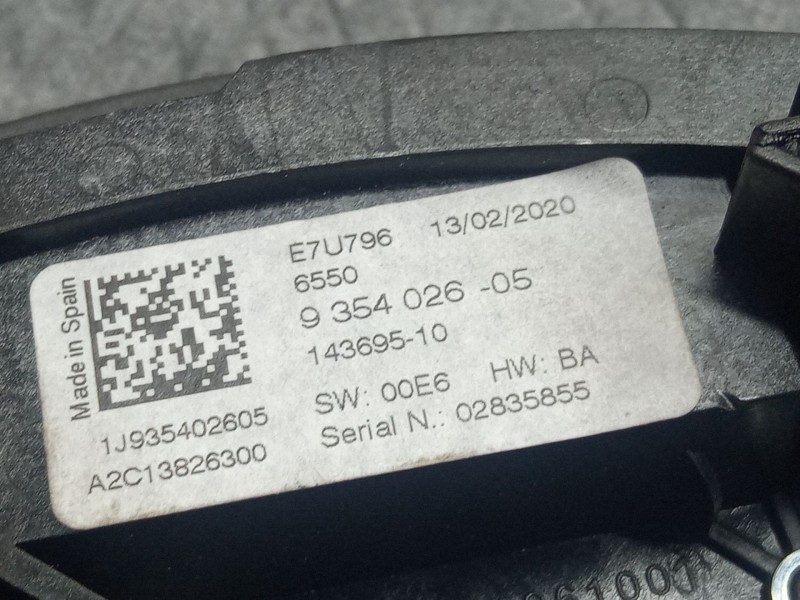 Made in Spain
E7U796 13/02/2020
6550
9 354 026 -05
143695-10
SW: 00E6 HW: BA
Serial N.: 02835855
1J935402605
A2C13826300